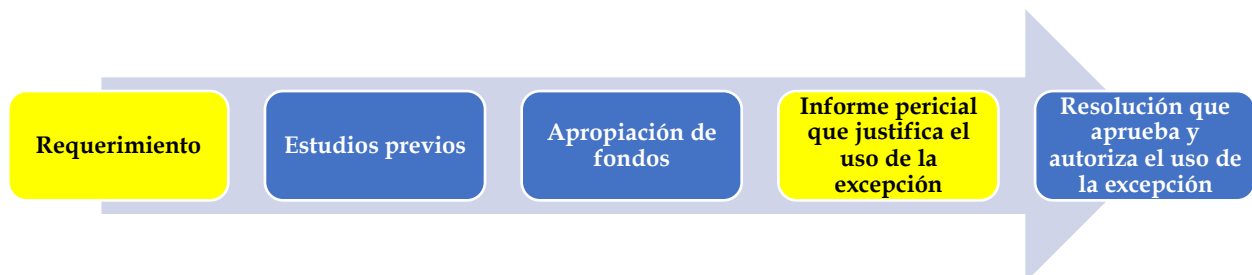 Requerimiento
Estudios previos
Apropiación de
fondos
Informe pericial
que justifica el
uso de la
excepción
Resolución que
aprueba y
autoriza el uso de
la excepción